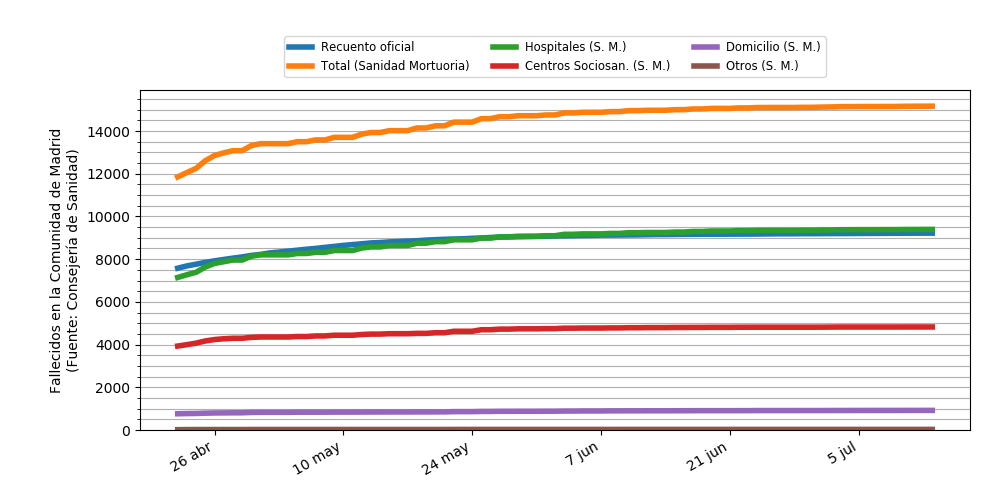 Recuento oficial
Total (Sanidad Mortuoria)
Hospitales (S. M.)
Centros Sociosan. (S. M.)
Domicilio (S. M.)
Otros (S. M.)
Fallecidos en la Comunidad de Madrid
(Fuente: Consejería de Sanidad)
14000
12000
10000
8000
6000
4000
2000
0
26 abr
10 may
24 may
7 jun
21 jun
5 jul